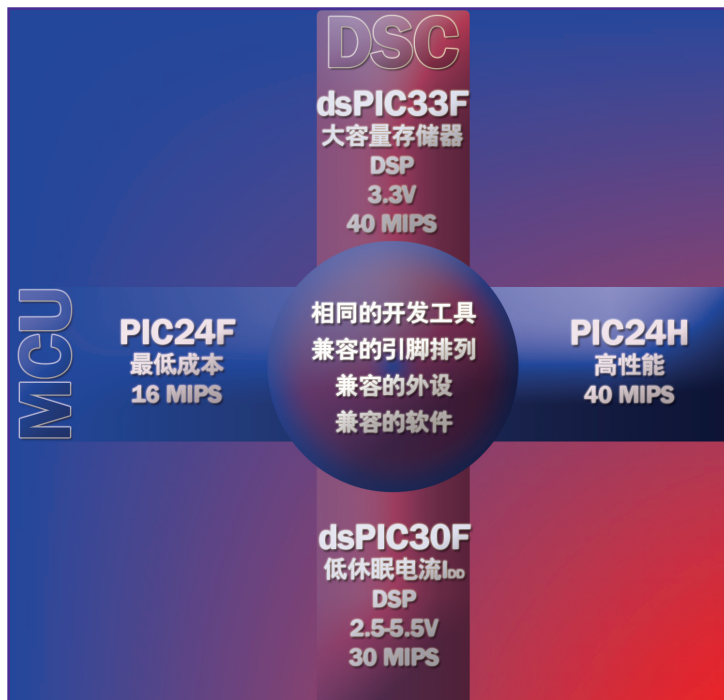 DSC
dsPIC33F
大容量存储器
DSP
3.3V
40 MIPS
MCU
PIC24F
最低成本
16 MIPS
相同的开发工具
兼容的引脚排列
兼容的外设
兼容的软件
PIC24H
高性能
40 MIPS
dsPIC30F
低休眠电流IDD
DSP
2.5-5.5V
30 MIPS